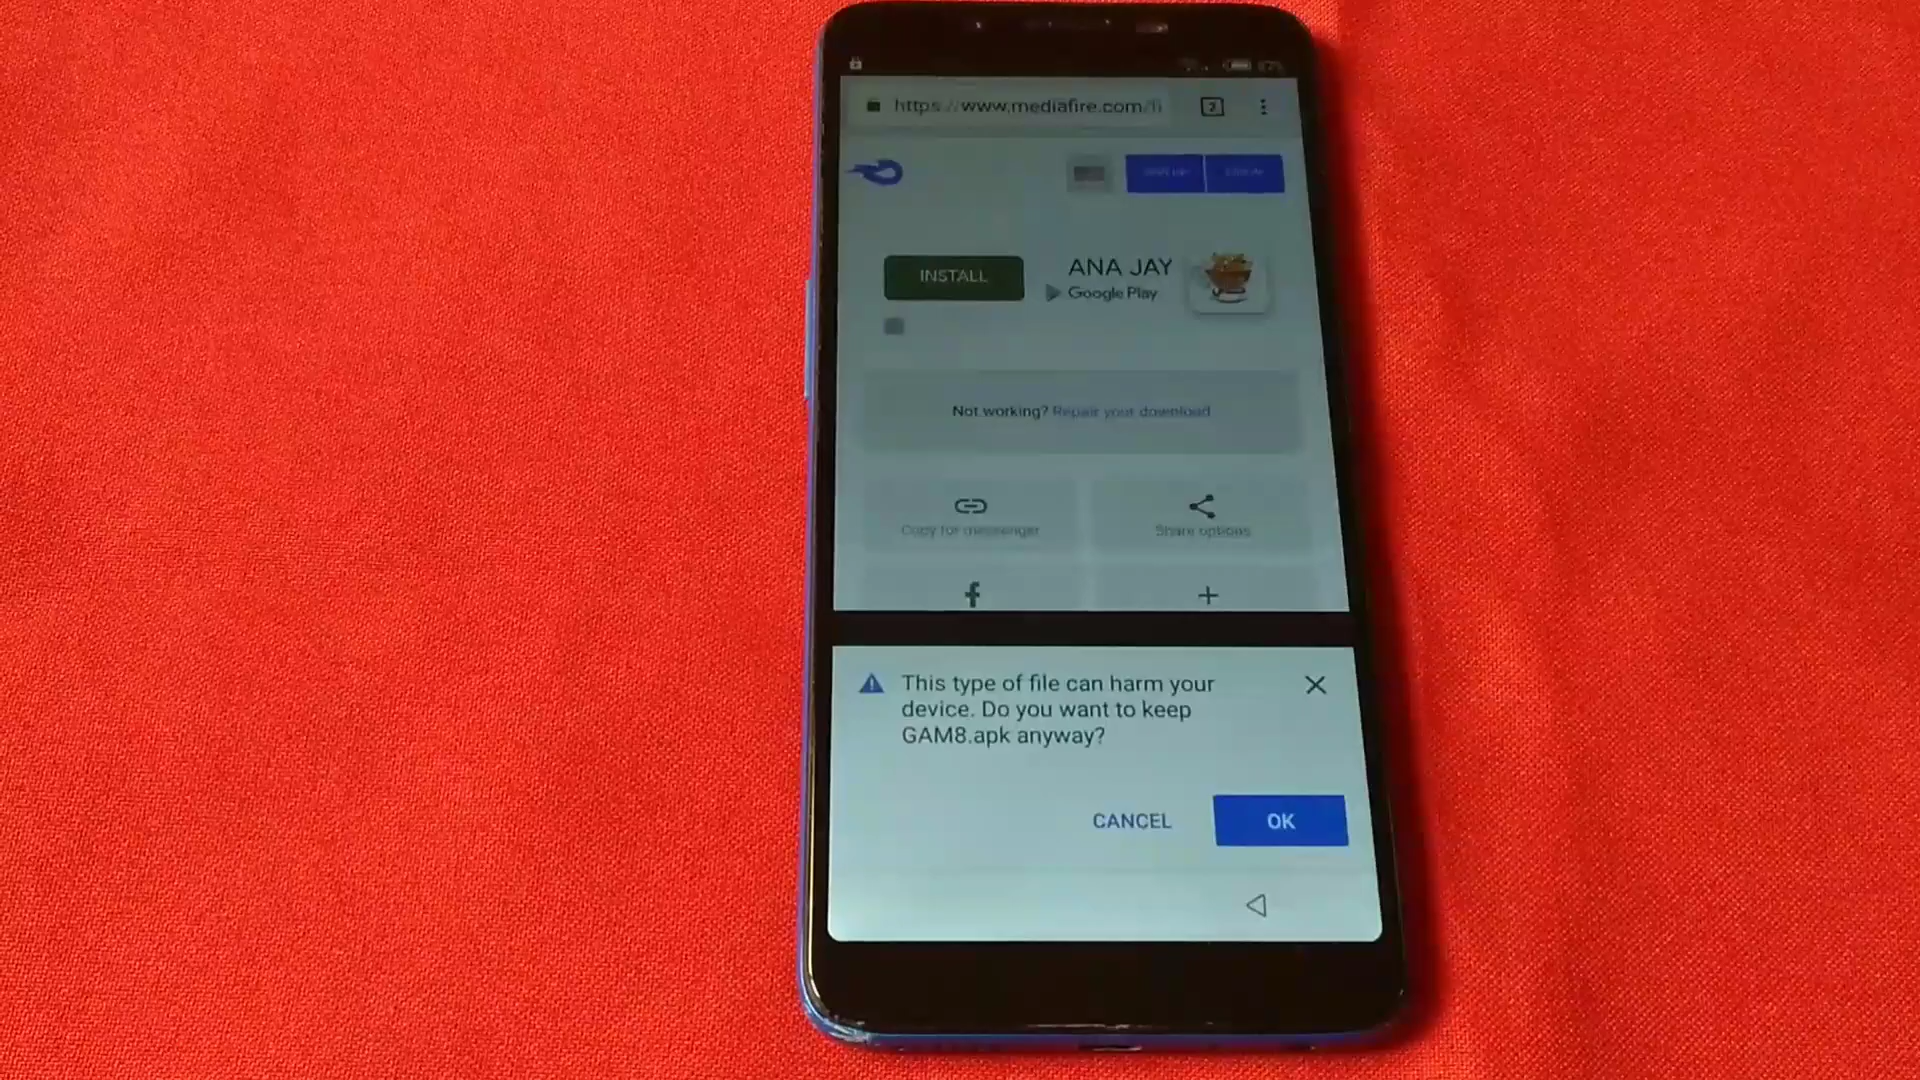 https://www.mediafire.com/fi
2
INSTALL
ANA JAY
Google Play
Not working? Repair your download
Copy for messenger
Share options
This type of file can harm your
device. Do you want to keep
GAM8.apk anyway?
CANCEL
OK